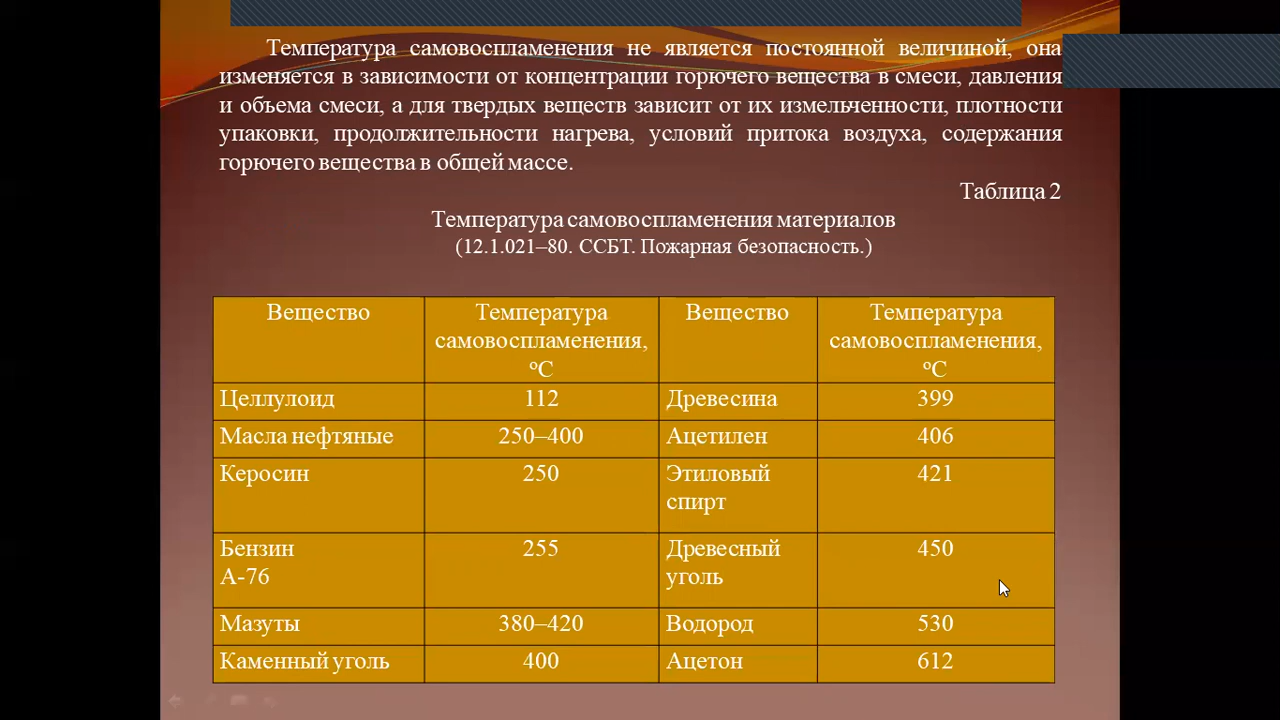 Температура самовоспламенения не является постоянной величиной, она
изменяется в зависимости от концентрации горючего вещества в смеси, давления
и объема смеси, а для твердых веществ зависит от их измельченности, плотности
упаковки, продолжительности нагрева, условий притока воздуха, содержания
горючего вещества в общей массе.
Таблица 2
Температура самовоспламенения материалов
(12.1.021–80. ССБТ. Пожарная безопасность.)
Вещество Температура самовоспламенения, ºС Вещество Температура самовоспламенения, ºС
Целлулоид 112 Древесина 399
Масла нефтяные 250–400 Ацетилен 406
Керосин 250 Этиловый спирт 421
Бензин А-76 255 Древесный уголь 450
Мазуты 380–420 Водород 530
Каменный уголь 400 Ацетон 612